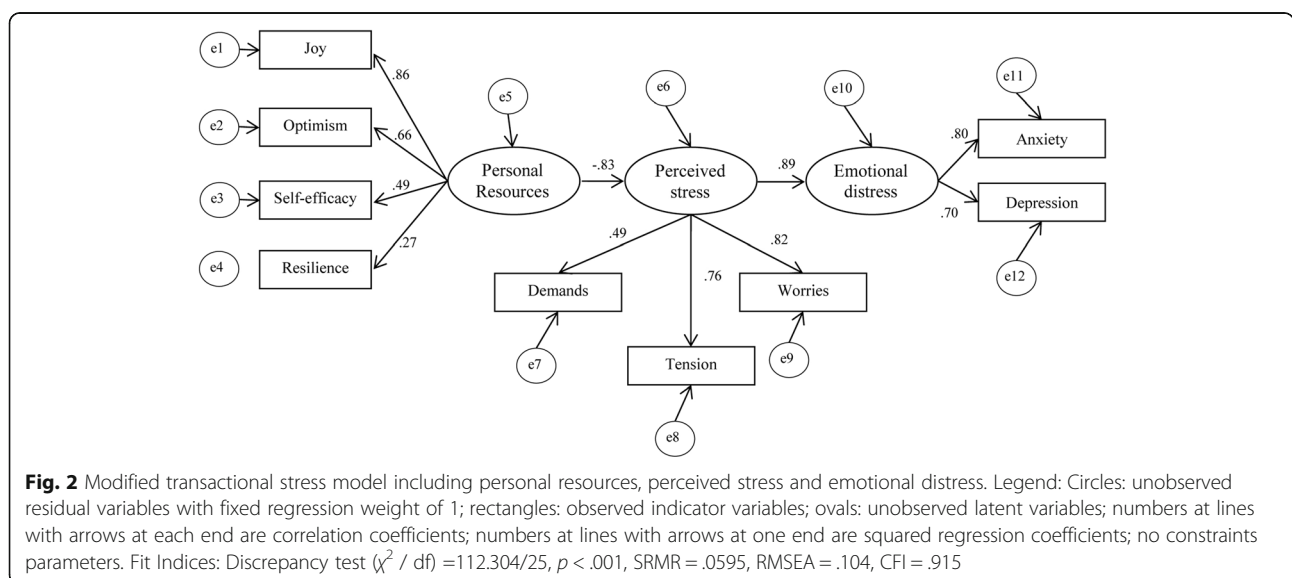 e1
Joy
.86
e2
Optimism
.66
e3
Self-efficacy
.49
e4
Resilience
.27
e5
Personal
Resources
-.83
e6
Perceived
stress
.89
e10
Emotional
distress
e11
.80
Anxiety
.70
Depression
e12
.49
Demands
e7
.76
Tension
e8
.82
Worries
e9
Fig. 2 Modified transactional stress model including personal resources, perceived stress and emotional distress. Legend: Circles: unobserved
residual variables with fixed regression weight of 1; rectangles: observed indicator variables; ovals: unobserved latent variables; numbers at lines
with arrows at each end are correlation coefficients; numbers at lines with arrows at one end are squared regression coefficients; no constraints
parameters. Fit Indices: Discrepancy test (χ² / df) =112.304/25, p < .001, SRMR = .0595, RMSEA = .104, CFI = .915